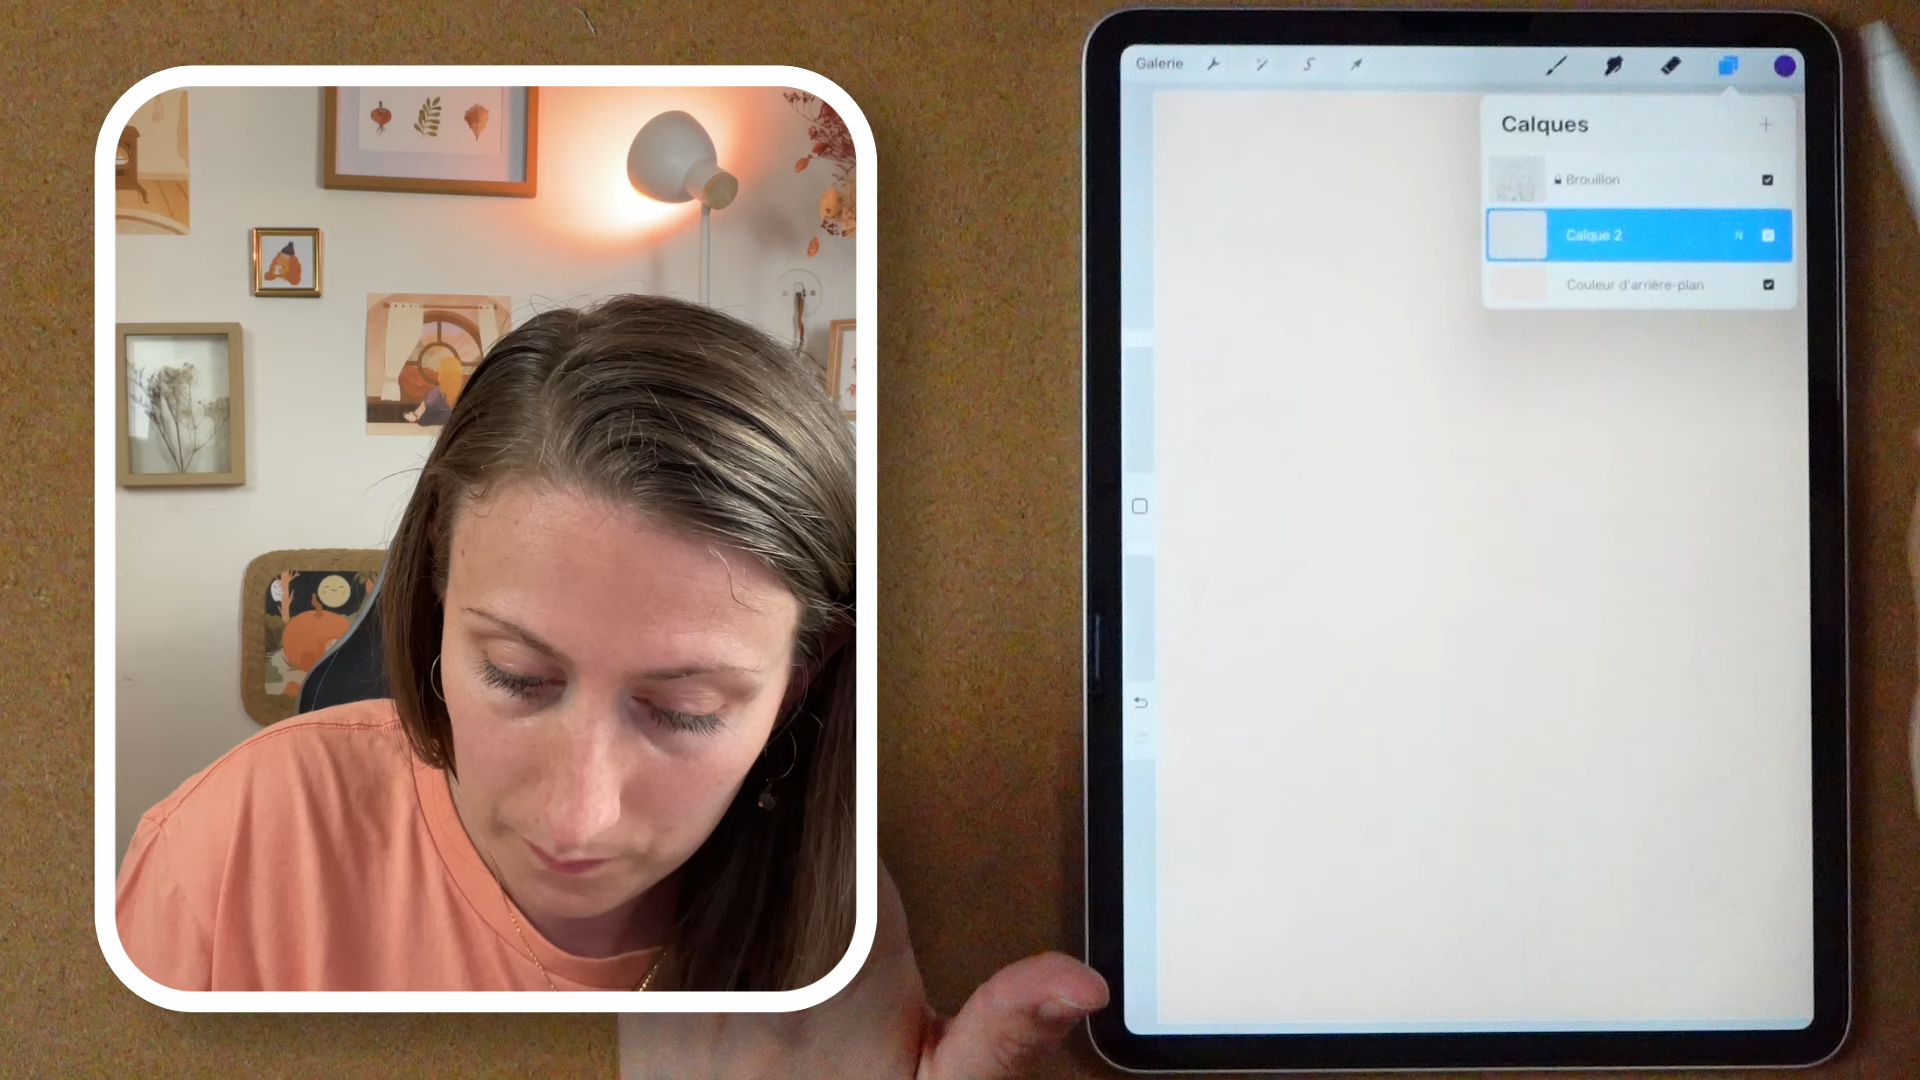 Galerie
Calques
Brouillon
Calque 2 N
Couleur d'arrière-plan